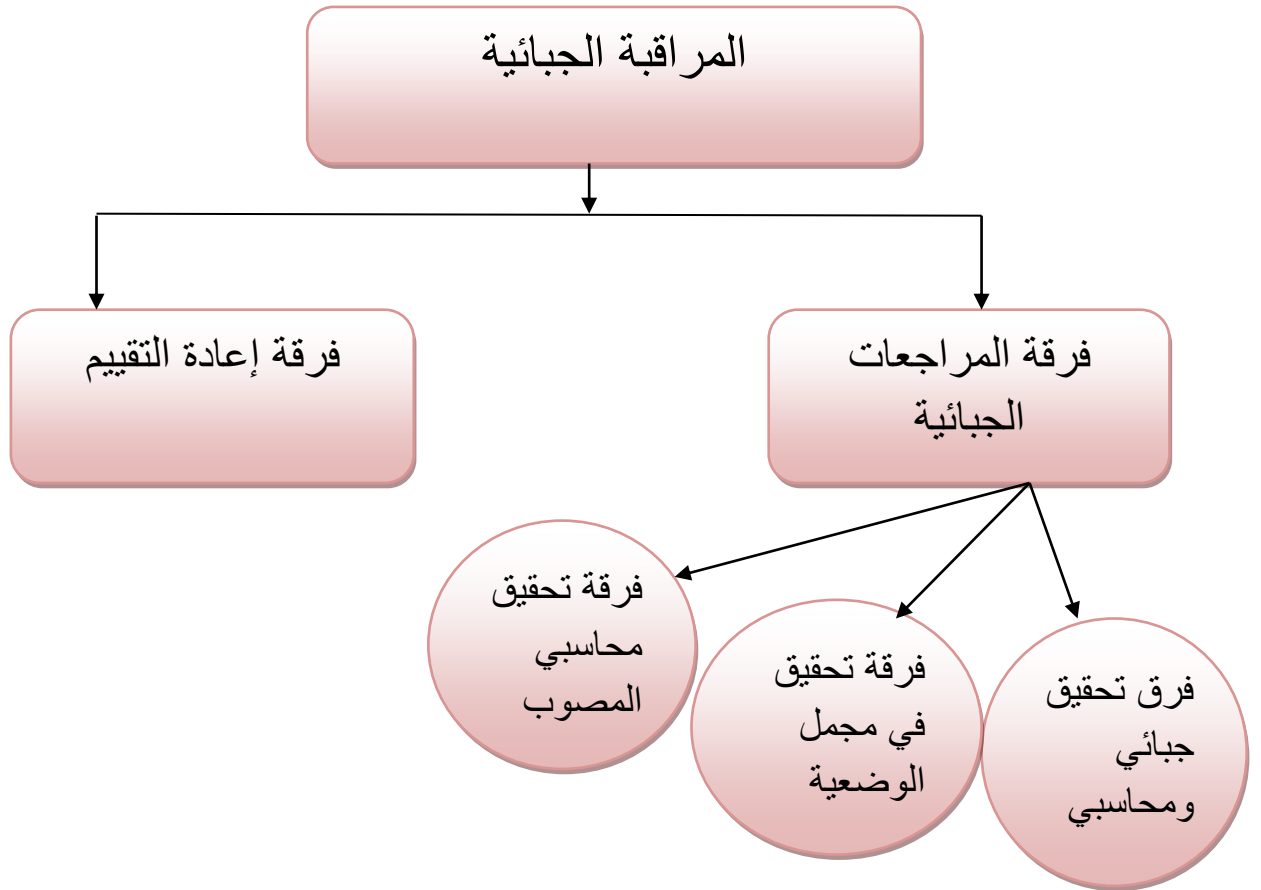 المراقبة الجبائية
فرقة المراجعات
الجبائية
فرقة إعادة التقييم
فرق تحقيق
جبائي
ومحاسبي
فرقة تحقيق
في مجمل
الوضعية
فرقة تحقيق
محاسبي
المصوب